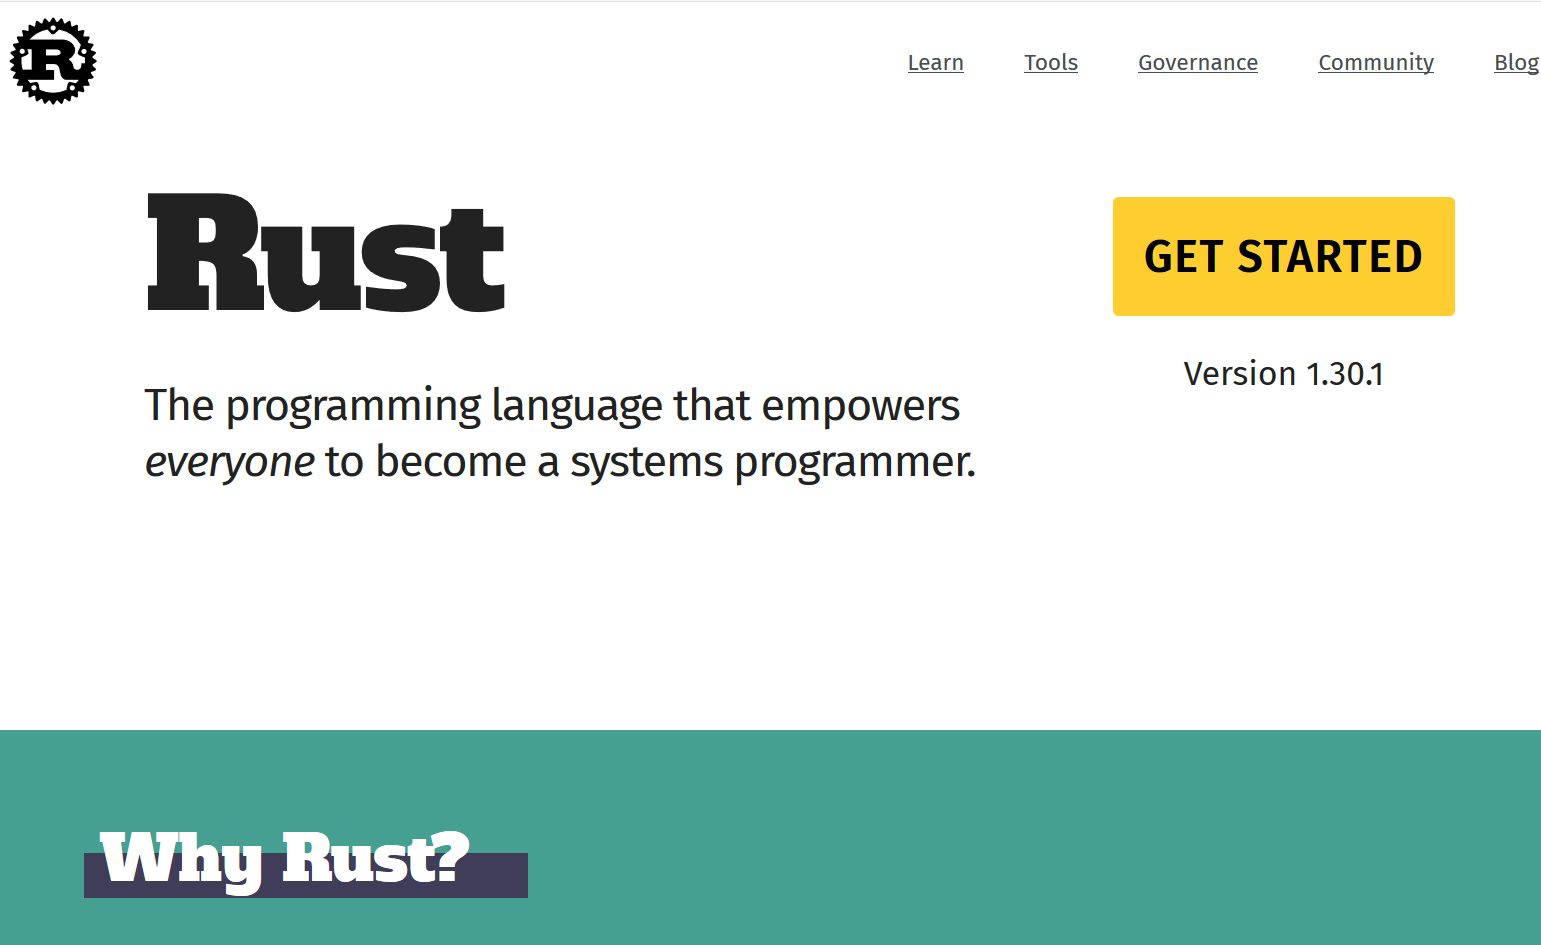 R
Learn Tools Governance Community Blog
Rust
GET STARTED
Version 1.30.1
The programming language that empowers
everyone to become a systems programmer.
Why Rust?